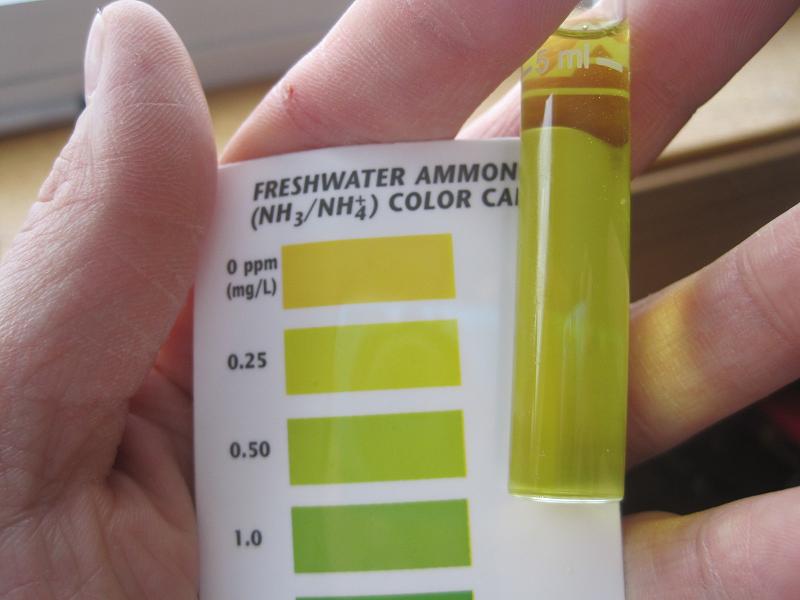 5 ml
FRESHWATER AMMON
(NH₃/NH₄⁺) COLOR CA
0 ppm
(mg/L)
0.25
0.50
1.0